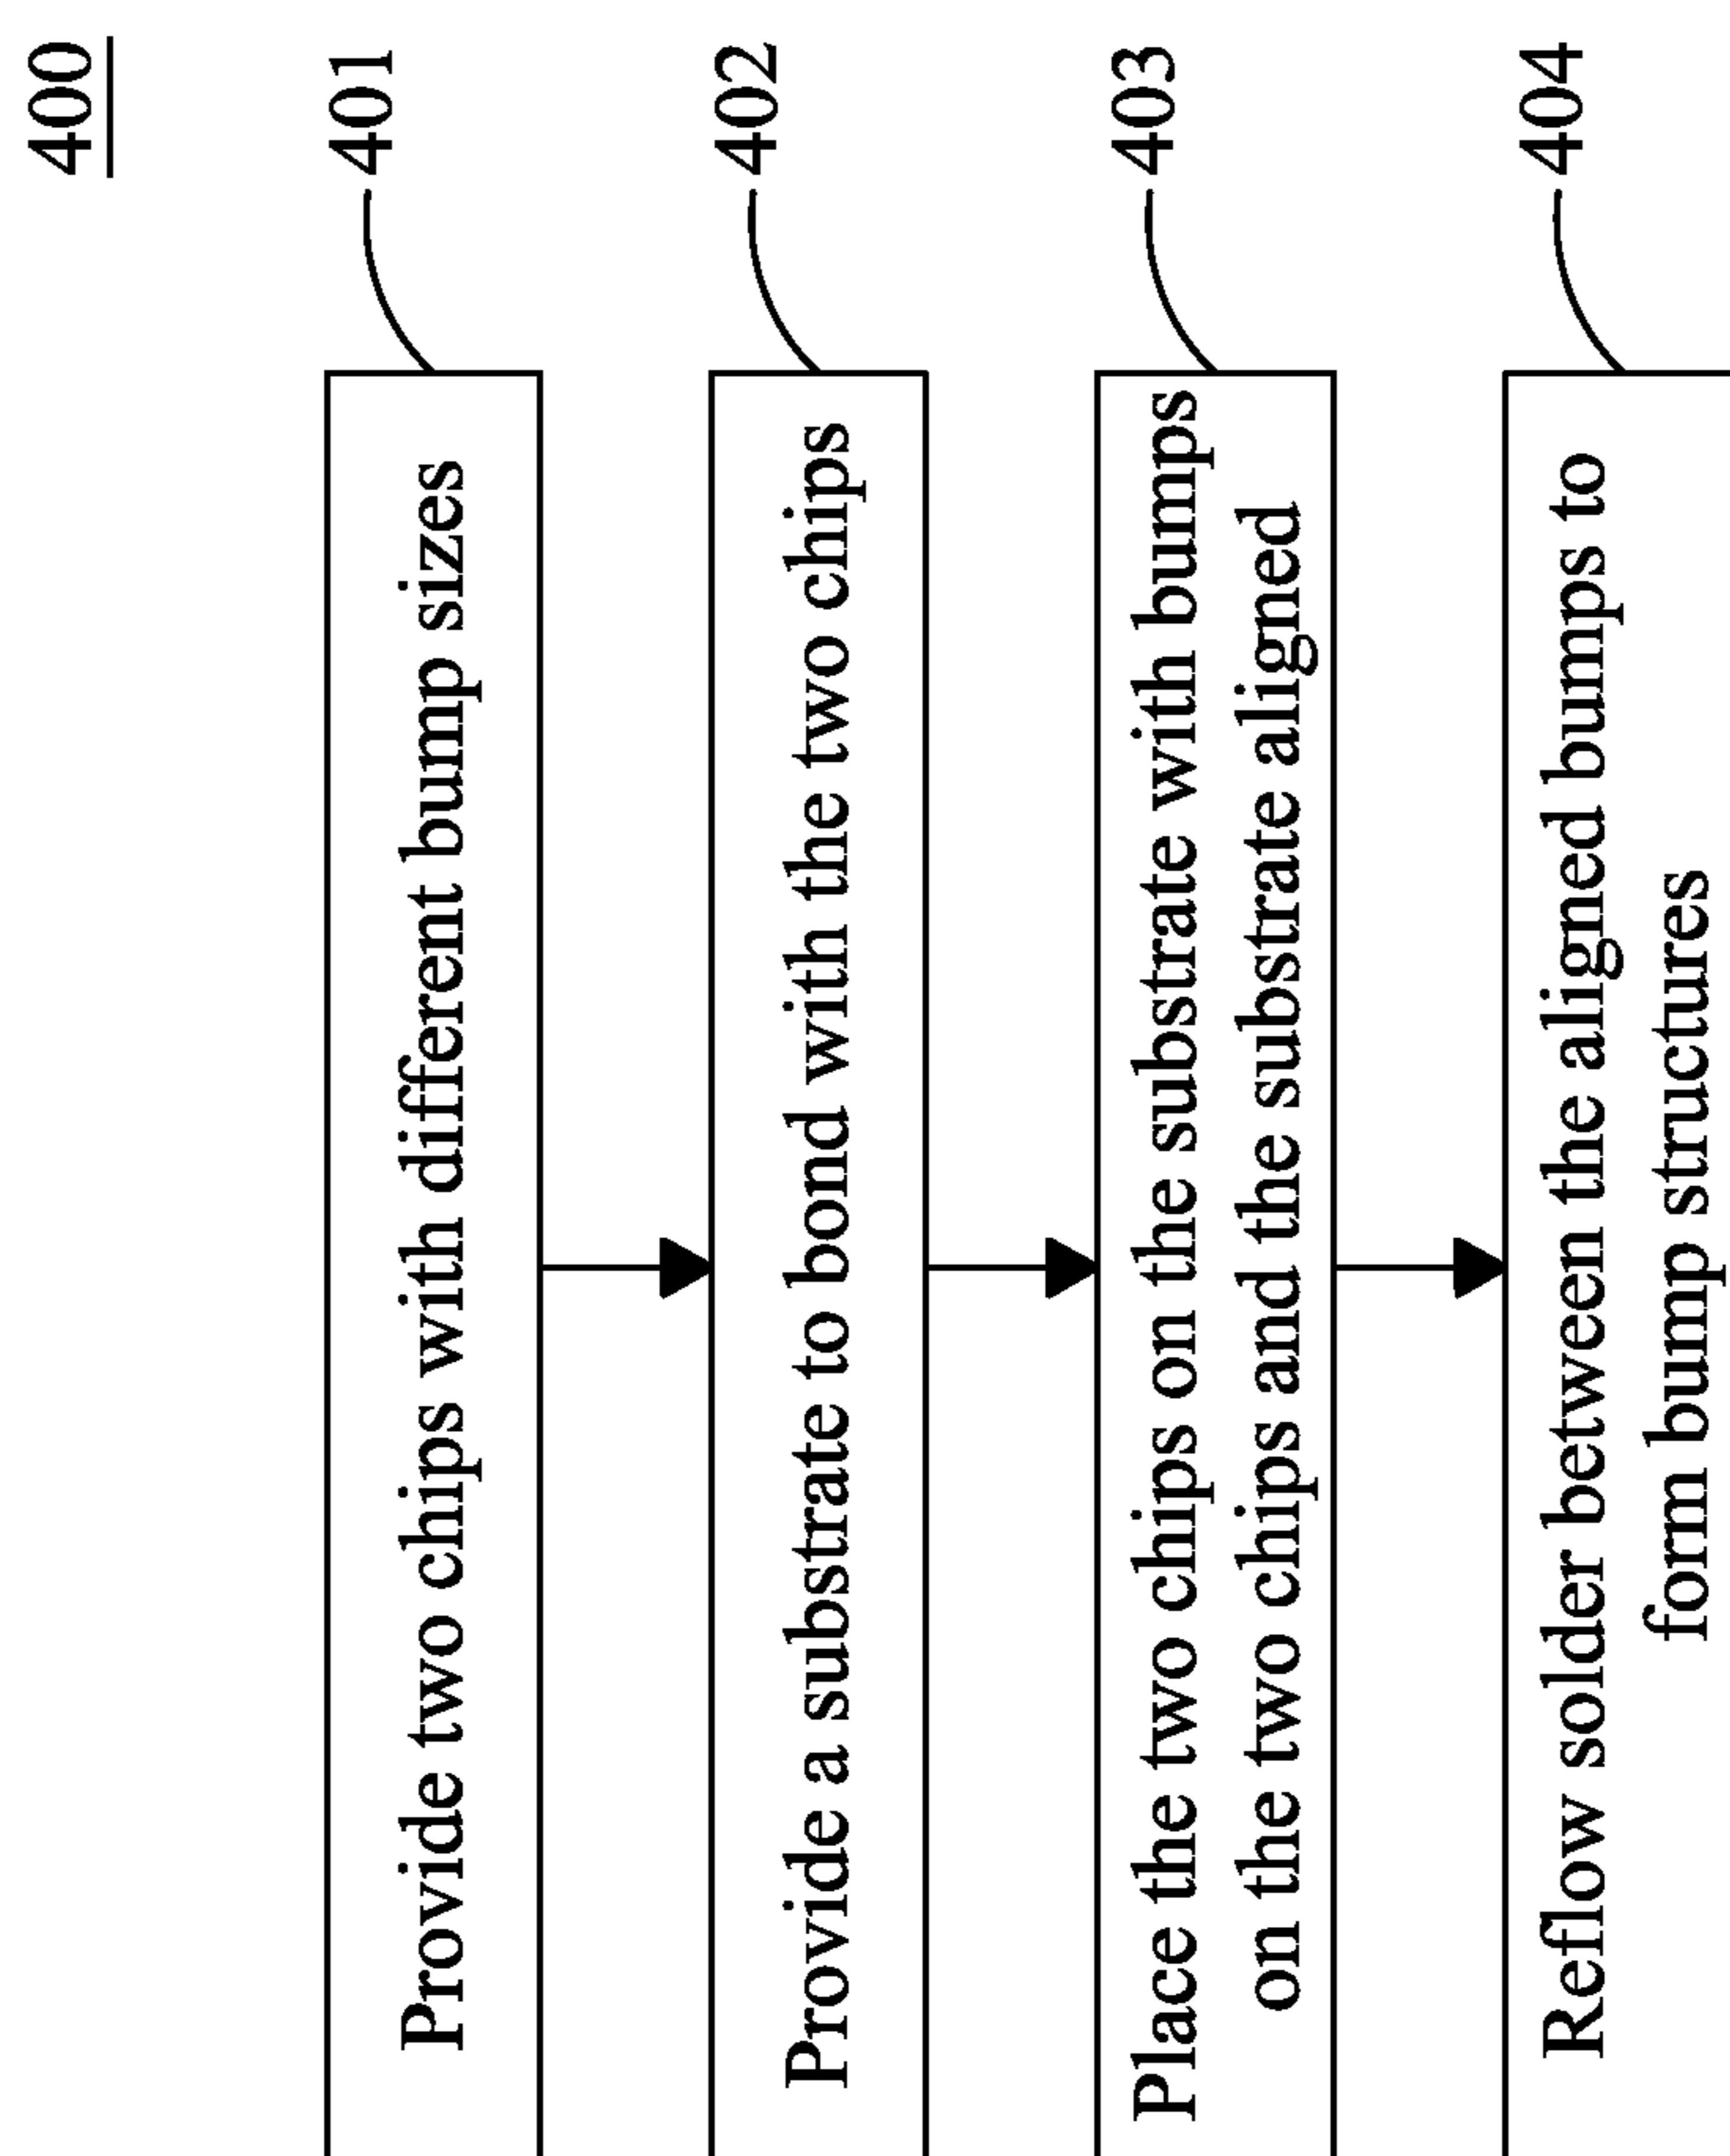 400
401
Provide two chips with different bump sizes
402
Provide a substrate to bond with the two chips
403
Place the two chips on the substrate with bumps
on the two chips and the substrate aligned
404
Reflow solder between the aligned bumps to
form bump structures